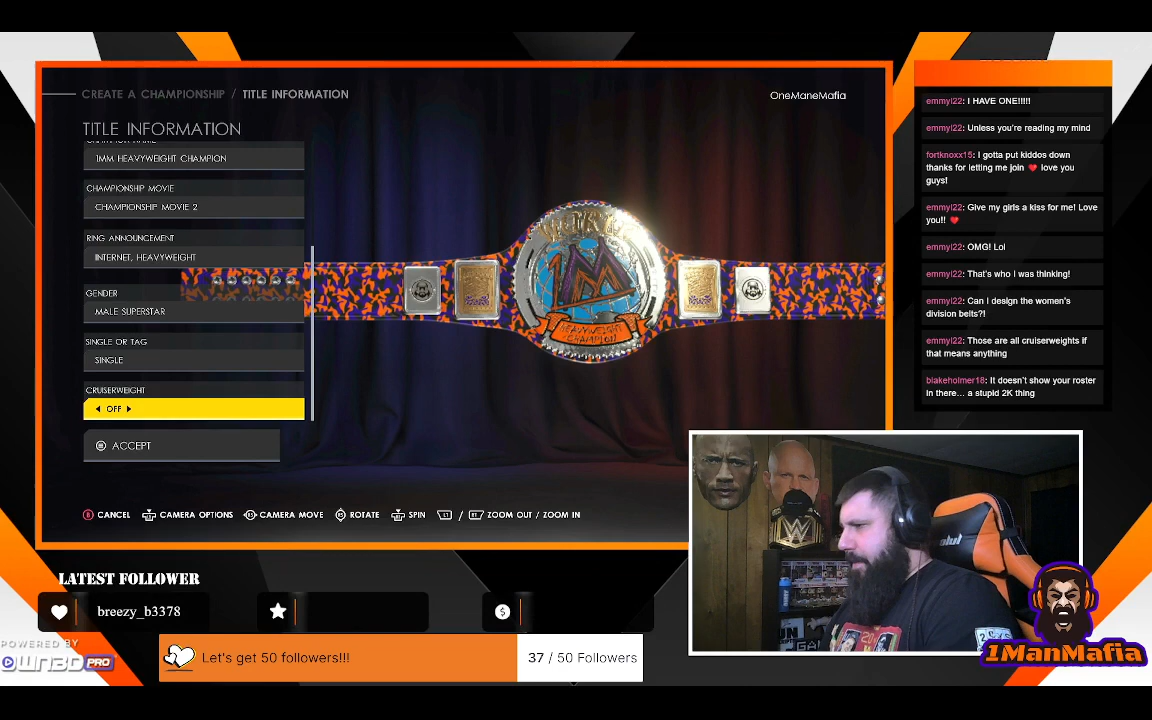 CREATE A CHAMPIONSHIP / TITLE INFORMATION
OneManeMafia
TITLE INFORMATION
1MM HEAVYWEIGHT CHAMPION
CHAMPIONSHIP MOVIE
CHAMPIONSHIP MOVIE 2
RING ANNOUNCEMENT
INTERNET, HEAVYWEIGHT
GENDER
MALE SUPERSTAR
SINGLE OR TAG
SINGLE
CRUISERWEIGHT
OFF
ACCEPT
HEAVYWEIGHT
CHAMPION
CANCEL CAMERA OPTIONS CAMERA MOVE ROTATE SPIN / ZOOM OUT / ZOOM IN
emmyl22: I HAVE ONE!!!!!
emmyl22: Unless you're reading my mind
fortknoxx15: I gotta put kiddos down
thanks for letting me join ❤️ love you
guys!
emmyl22: Give my girls a kiss for me! Love
you!! ❤️
emmyl22: OMG! Lol
emmyl22: That's who I was thinking!
emmyl22: Can I design the women's
division belts?!
emmyl22: Those are all cruiserweights if
that means anything
blakeholmer18: It doesn't show your roster
in there... a stupid 2K thing
LATEST FOLLOWER
breezy_b3378
POWERED BY
OWN3D PRO
Let's get 50 followers!!!
37 / 50 Followers
1ManMafia